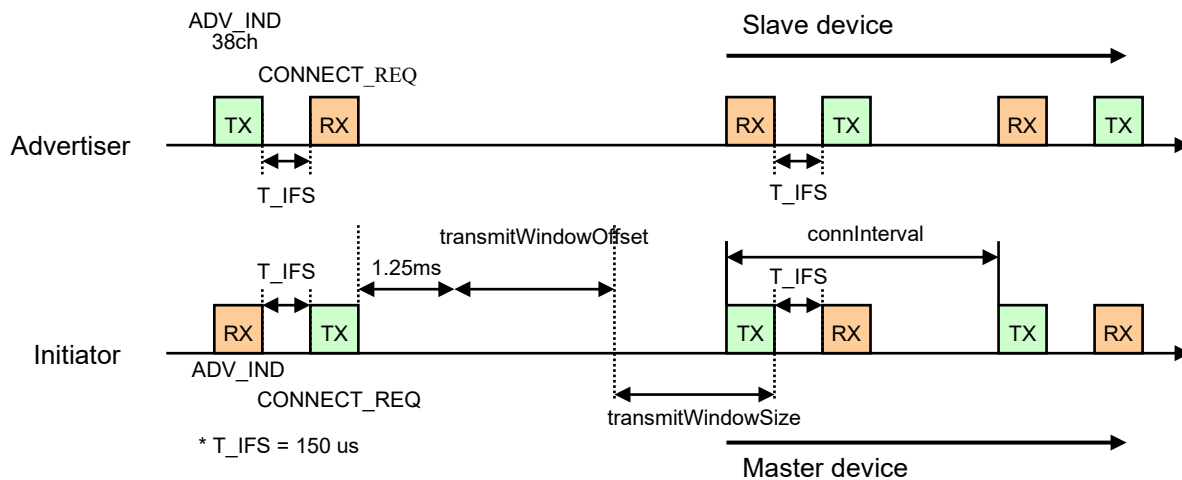 ADV_IND
38ch
Slave device
CONNECT_REQ
TX
RX
RX
TX
RX
TX
Advertiser
T_IFS
T_IFS
transmitWindowOffset
connInterval
T_IFS
1.25ms
T_IFS
RX
TX
TX
RX
TX
RX
Initiator
ADV_IND
CONNECT_REQ
transmitWindowSize
* T_IFS = 150 us
Master device